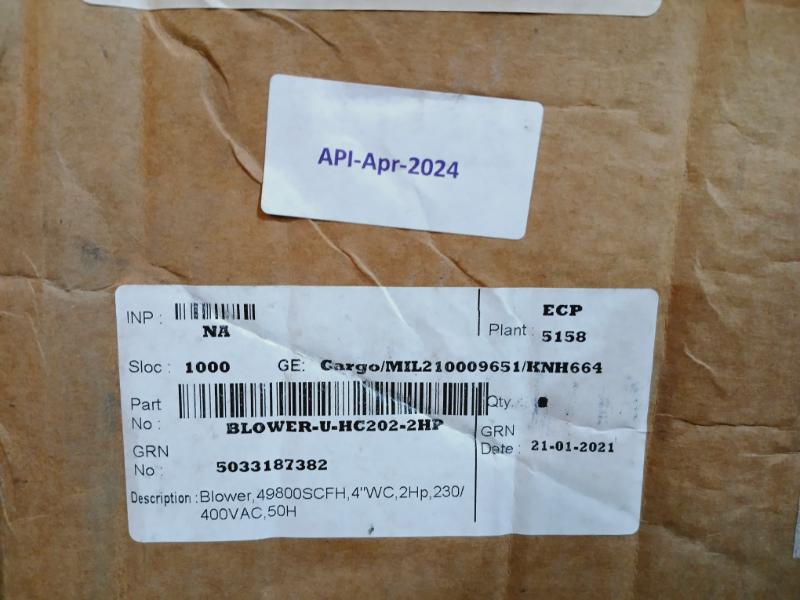 API-Apr-2024
INP :
NA
ECP
Plant : 5158
Sloc : 1000 GE: Cargo/MIL210009651/KNH664
Part No : BLOWER-U-HC202-2HP
Qty.
GRN No : 5033187382
GRN Date : 21-01-2021
Description : Blower,49800SCFH,4"WC,2Hp,230/
400VAC,50H